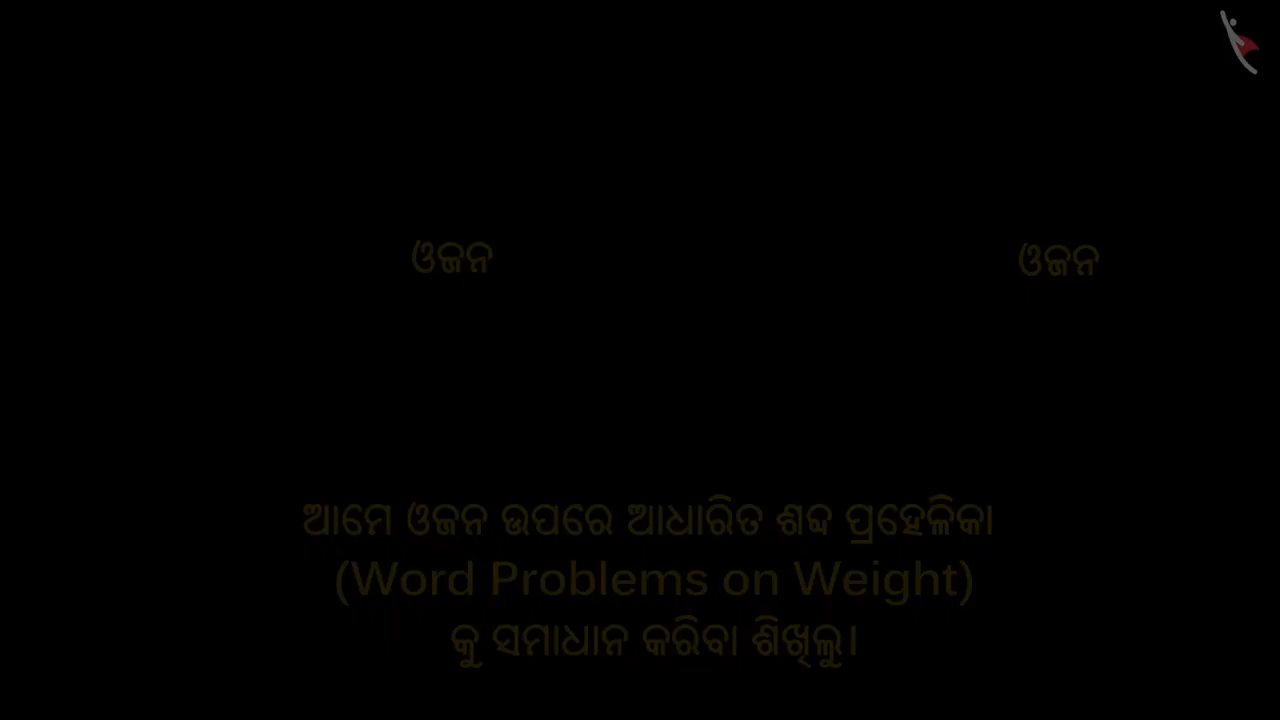 ଓଜନ ଓଜନ
ଆମେ ଓଜନ ଉପରେ ଆଧାରିତ ଶବ୍ଦ ପ୍ରହେଳିକା
(Word Problems on Weight)
କୁ ସମାଧାନ କରିବା ଶିଖିଲୁ।